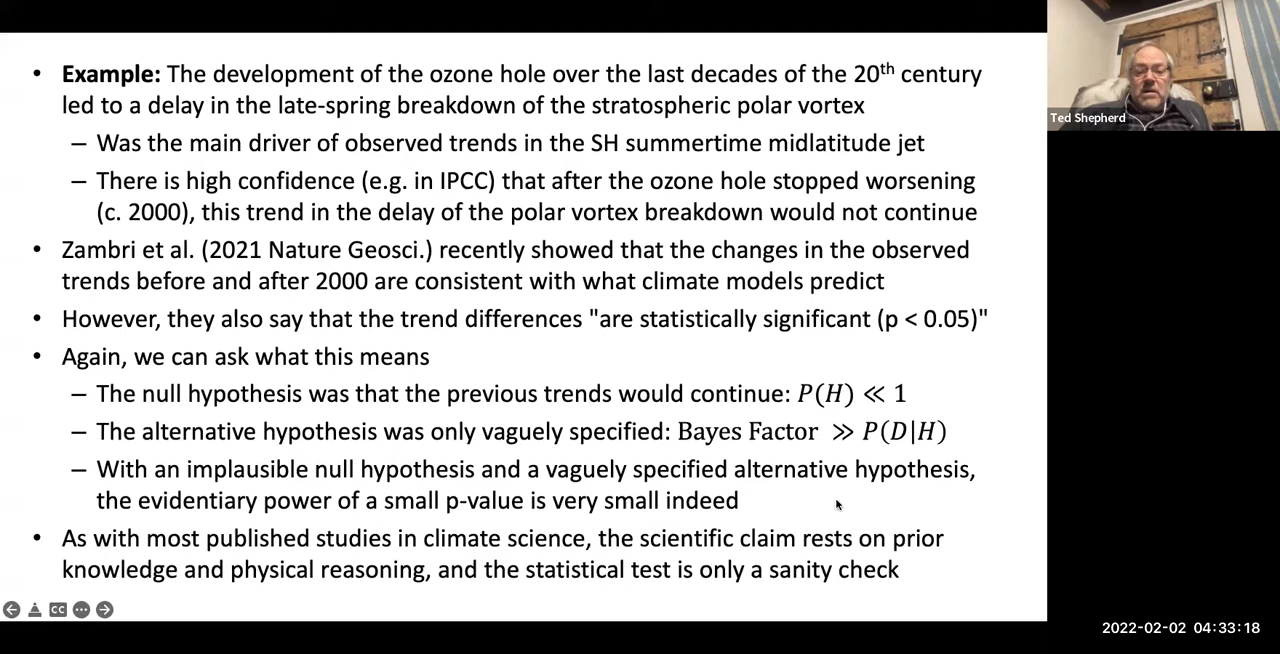 • Example: The development of the ozone hole over the last decades of the 20th century
led to a delay in the late-spring breakdown of the stratospheric polar vortex
– Was the main driver of observed trends in the SH summertime midlatitude jet
– There is high confidence (e.g. in IPCC) that after the ozone hole stopped worsening
(c. 2000), this trend in the delay of the polar vortex breakdown would not continue
• Zambri et al. (2021 Nature Geosci.) recently showed that the changes in the observed
trends before and after 2000 are consistent with what climate models predict
• However, they also say that the trend differences "are statistically significant (p < 0.05)"
• Again, we can ask what this means
– The null hypothesis was that the previous trends would continue: P(H) ≪ 1
– The alternative hypothesis was only vaguely specified: Bayes Factor ≫ P(D|H)
– With an implausible null hypothesis and a vaguely specified alternative hypothesis,
the evidentiary power of a small p-value is very small indeed
• As with most published studies in climate science, the scientific claim rests on prior
knowledge and physical reasoning, and the statistical test is only a sanity check
CC
Ted Shepherd
2022-02-02 04:33:18